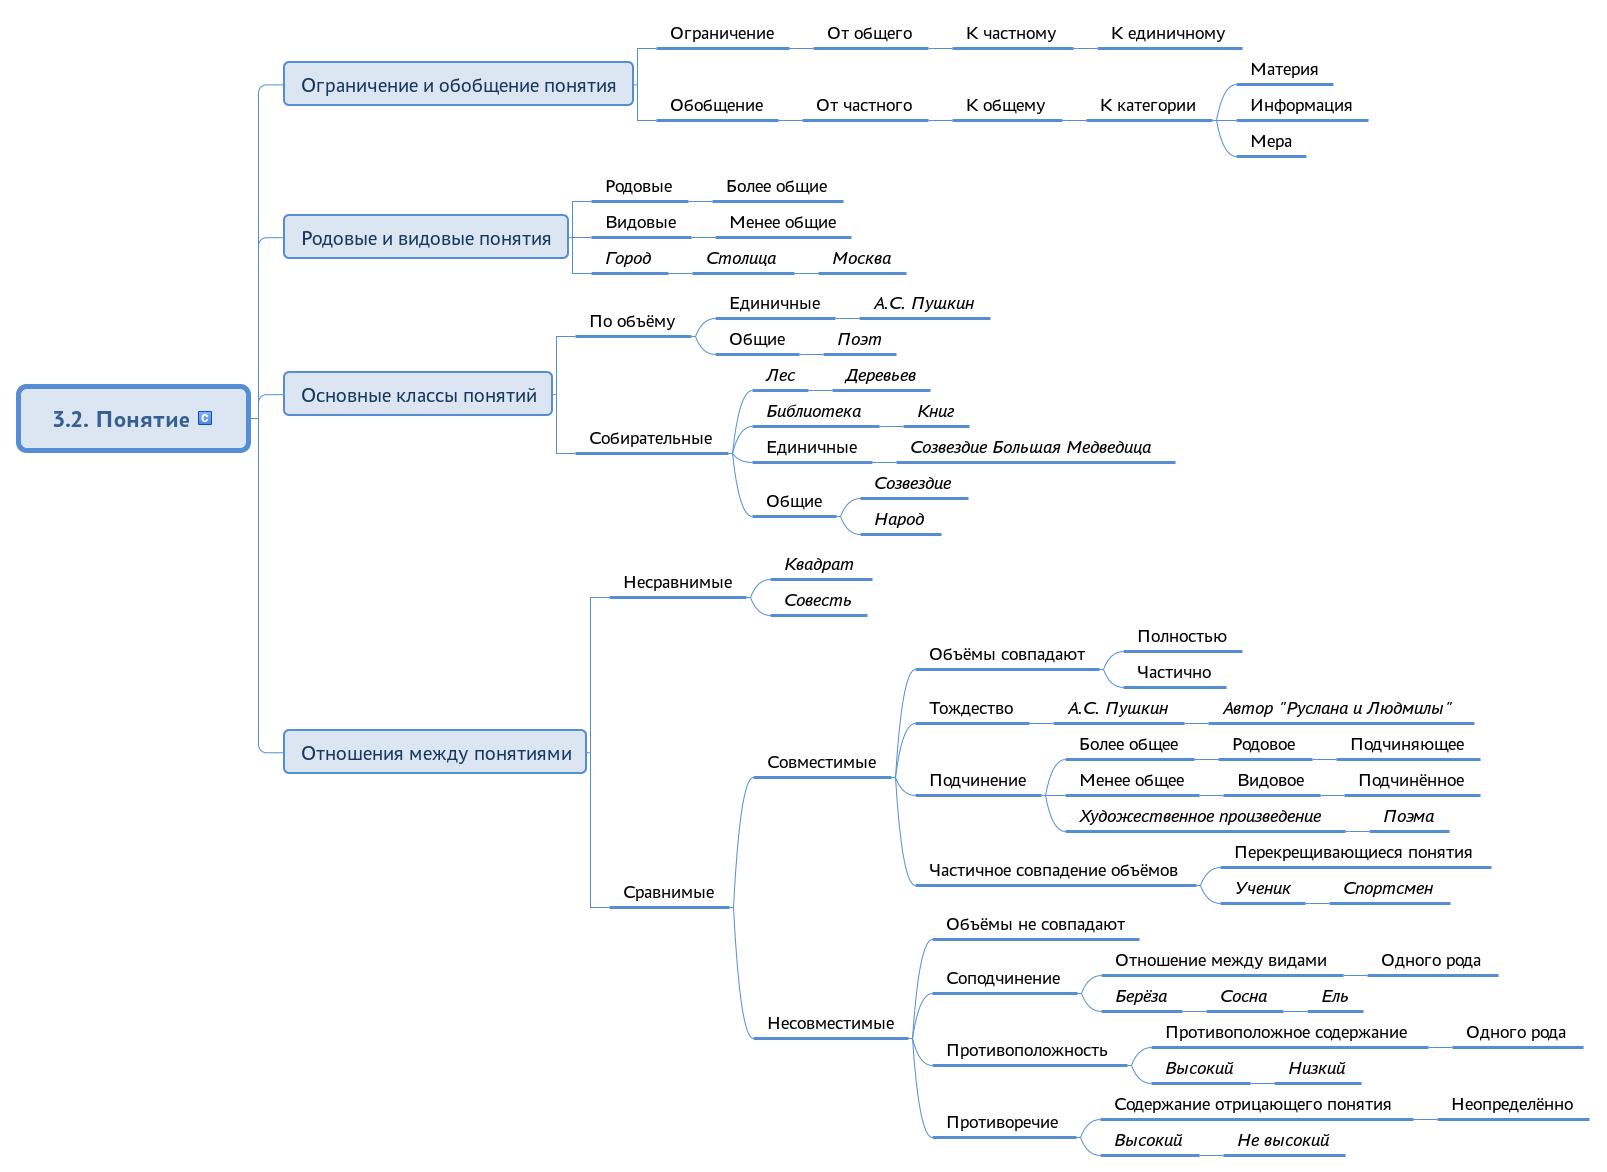 3.2. Понятие
Ограничение и обобщение понятия
Ограничение От общего К частному К единичному
Обобщение От частного К общему К категории
Материя
Информация
Мера
Родовые и видовые понятия
Родовые Более общие
Видовые Менее общие
Город Столица Москва
Основные классы понятий
По объёму
Единичные А.С. Пушкин
Общие Поэт
Собирательные
Лес Деревьев
Библиотека Книг
Единичные Созвездие Большая Медведица
Общие
Созвездие
Народ
Отношения между понятиями
Несравнимые
Квадрат
Совесть
Сравнимые
Совместимые
Объёмы совпадают
Полностью
Частично
Тождество А.С. Пушкин Автор "Руслана и Людмилы"
Подчинение
Более общее Родовое Подчиняющее
Менее общее Видовое Подчинённое
Художественное произведение Поэма
Частичное совпадение объёмов
Перекрещивающиеся понятия
Ученик Спортсмен
Несовместимые
Объёмы не совпадают
Соподчинение
Отношение между видами Одного рода
Берёза Сосна Ель
Противоположность
Противоположное содержание Одного рода
Высокий Низкий
Противоречие
Содержание отрицающего понятия Неопределённо
Высокий Не высокий